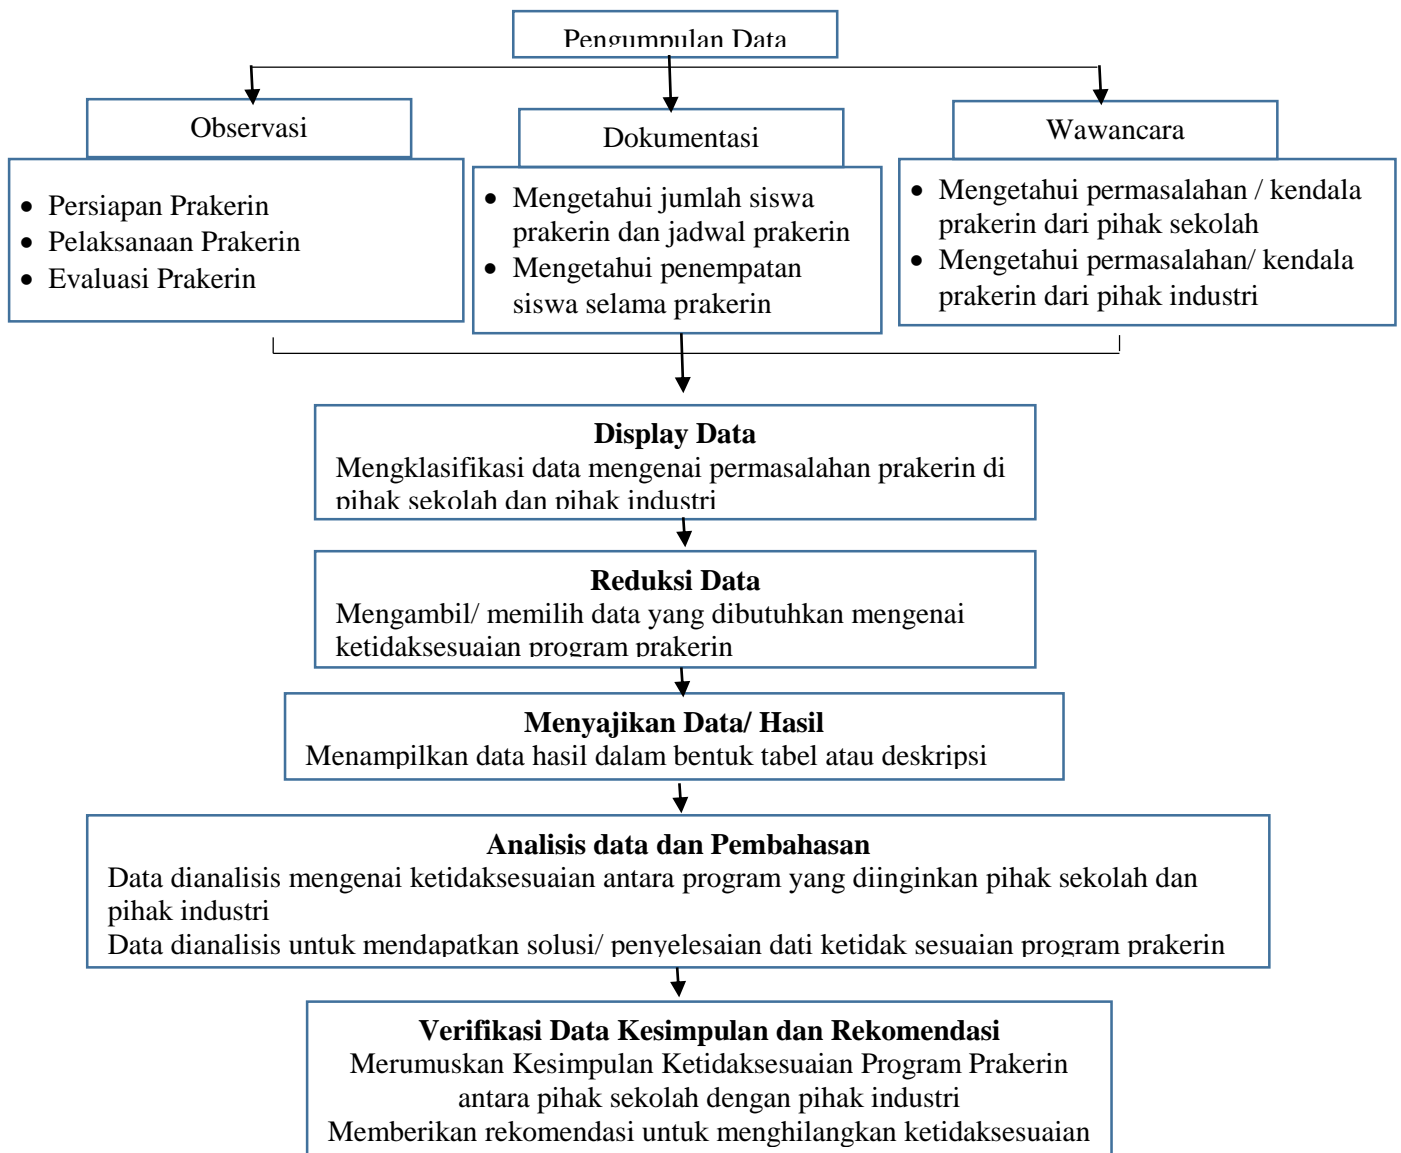 Pengumpulan Data
Observasi
• Persiapan Prakerin
• Pelaksanaan Prakerin
• Evaluasi Prakerin
Dokumentasi
• Mengetahui jumlah siswa
prakerin dan jadwal prakerin
• Mengetahui penempatan
siswa selama prakerin
Wawancara
• Mengetahui permasalahan / kendala
prakerin dari pihak sekolah
• Mengetahui permasalahan/ kendala
prakerin dari pihak industri
Display Data
Mengklasifikasi data mengenai permasalahan prakerin di
pihak sekolah dan pihak industri
Reduksi Data
Mengambil/ memilih data yang dibutuhkan mengenai
ketidaksesuaian program prakerin
Menyajikan Data/ Hasil
Menampilkan data hasil dalam bentuk tabel atau deskripsi
Analisis data dan Pembahasan
Data dianalisis mengenai ketidaksesuaian antara program yang diinginkan pihak sekolah dan
pihak industri
Data dianalisis untuk mendapatkan solusi/ penyelesaian dati ketidak sesuaian program prakerin
Verifikasi Data Kesimpulan dan Rekomendasi
Merumuskan Kesimpulan Ketidaksesuaian Program Prakerin
antara pihak sekolah dengan pihak industri
Memberikan rekomendasi untuk menghilangkan ketidaksesuaian